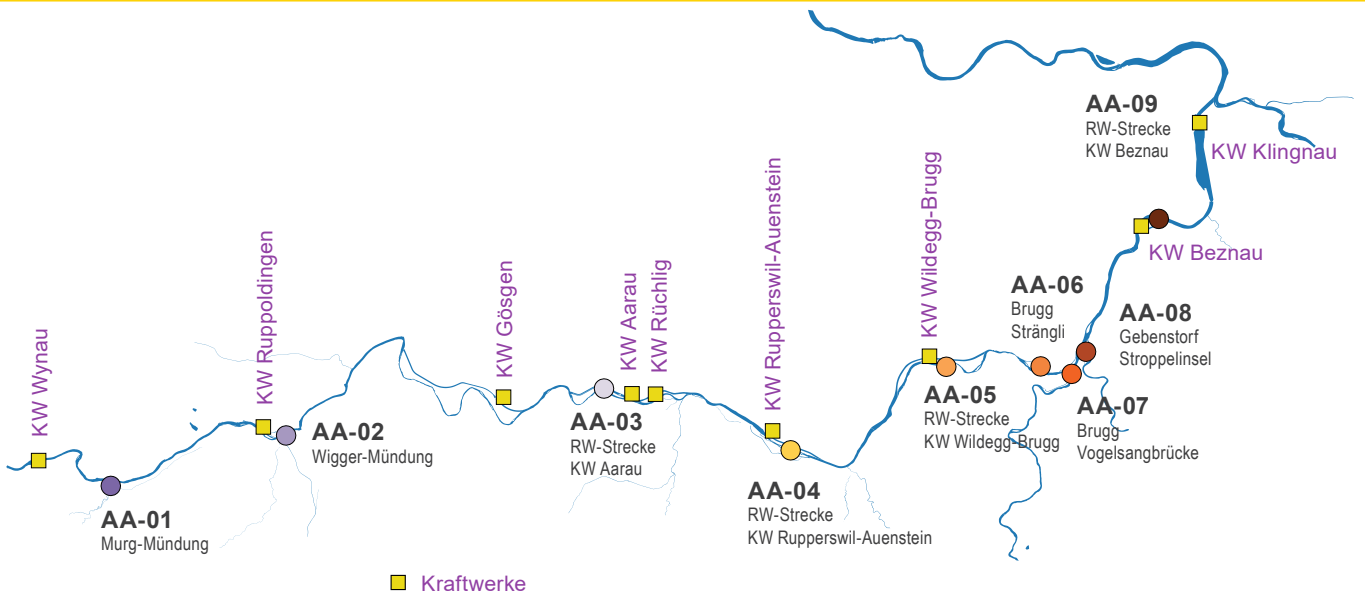 KW Wynau
AA-01
Murg-Mündung
KW Ruppoldingen
AA-02
Wigger-Mündung
KW Gösgen
AA-03
RW-Strecke
KW Aarau
KW Aarau
KW Rüchlig
KW Rupperswil-Auenstein
AA-04
RW-Strecke
KW Rupperswil-Auenstein
KW Wildegg-Brugg
AA-05
RW-Strecke
KW Wildegg-Brugg
AA-06
Brugg
Strängli
AA-07
Brugg
Vogelsangbrücke
AA-08
Gebenstorf
Stroppelinsel
AA-09
RW-Strecke
KW Beznau
KW Klingnau
KW Beznau
Kraftwerke